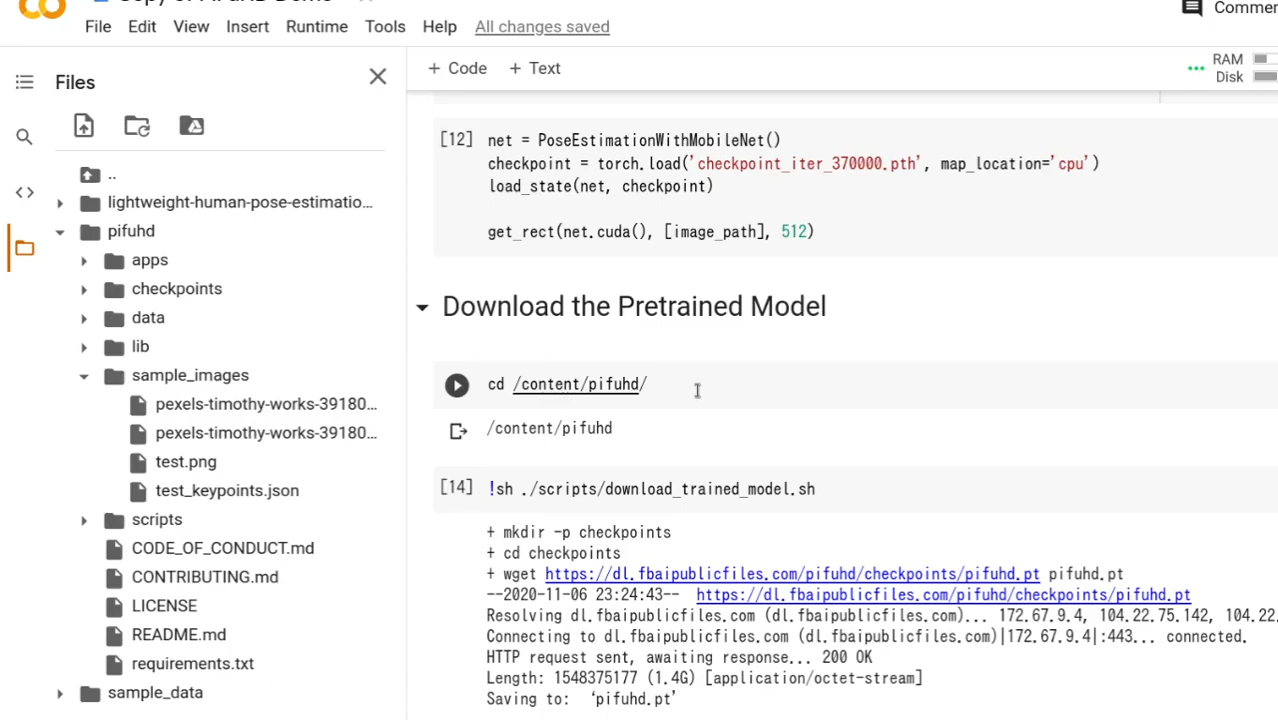 Copy of PIFuHD Demo
Comme
File Edit View Insert Runtime Tools Help All changes saved
Files
+ Code + Text
RAM
Disk
..
lightweight-human-pose-estimatio...
pifuhd
apps
checkpoints
data
lib
sample_images
pexels-timothy-works-39180...
pexels-timothy-works-39180...
test.png
test_keypoints.json
scripts
CODE_OF_CONDUCT.md
CONTRIBUTING.md
LICENSE
README.md
requirements.txt
sample_data
[12] net = PoseEstimationWithMobileNet()
checkpoint = torch.load('checkpoint_iter_370000.pth', map_location='cpu')
load_state(net, checkpoint)
get_rect(net.cuda(), [image_path], 512)
Download the Pretrained Model
cd /content/pifuhd/
/content/pifuhd
[14] !sh ./scripts/download_trained_model.sh
+ mkdir -p checkpoints
+ cd checkpoints
+ wget https://dl.fbaipublicfiles.com/pifuhd/checkpoints/pifuhd.pt pifuhd.pt
--2020-11-06 23:24:43-- https://dl.fbaipublicfiles.com/pifuhd/checkpoints/pifuhd.pt
Resolving dl.fbaipublicfiles.com (dl.fbaipublicfiles.com)... 172.67.9.4, 104.22.75.142, 104.22
Connecting to dl.fbaipublicfiles.com (dl.fbaipublicfiles.com)|172.67.9.4|:443... connected.
HTTP request sent, awaiting response... 200 OK
Length: 1548375177 (1.4G) [application/octet-stream]
Saving to: ‘pifuhd.pt’